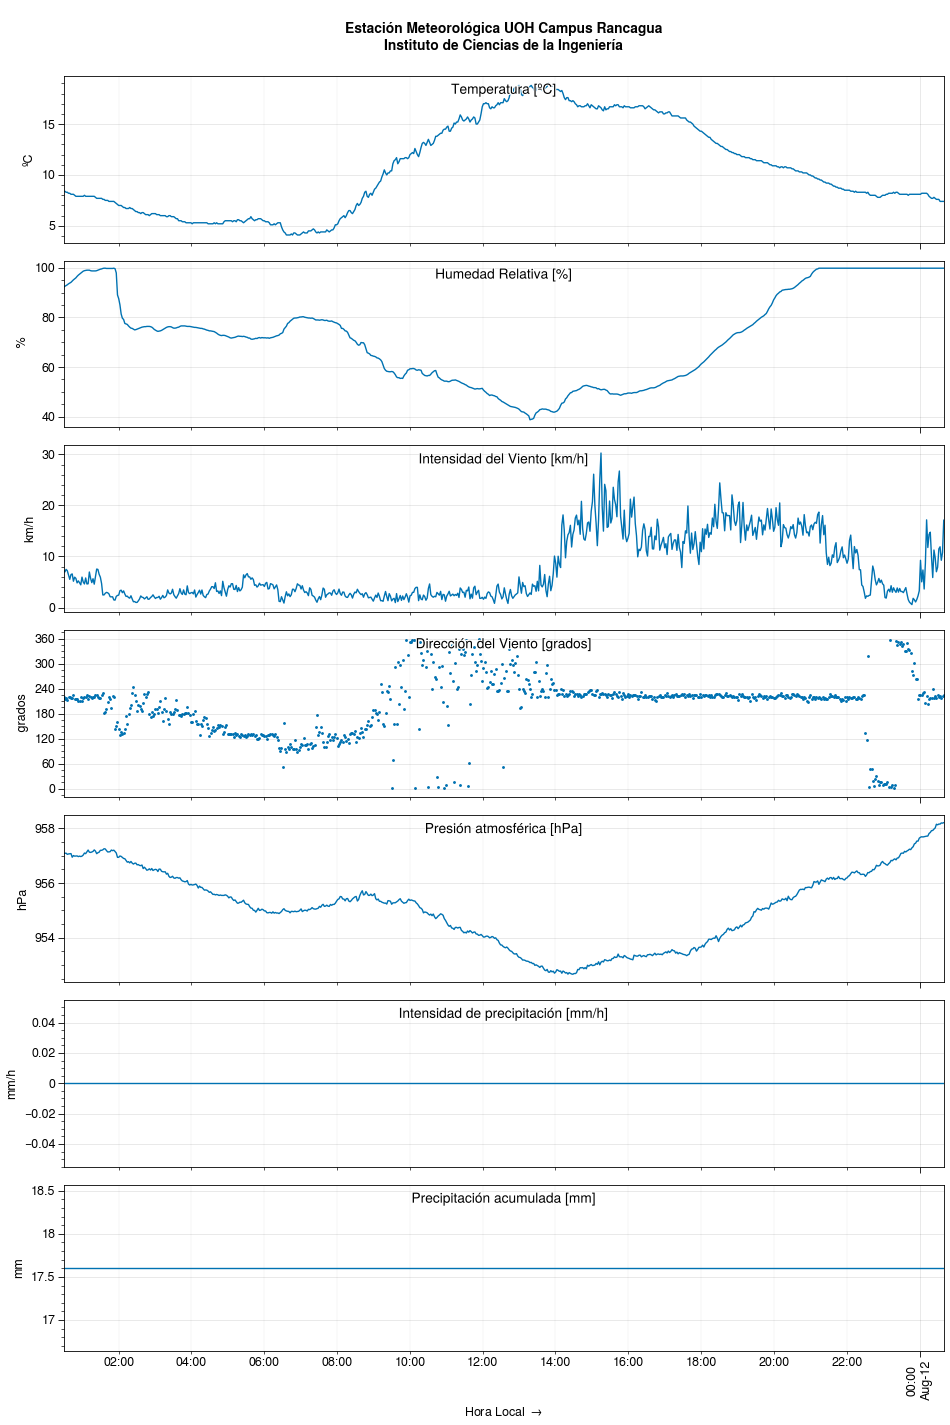 Estación Meteorológica UOH Campus Rancagua
Instituto de Ciencias de la Ingeniería
Temperatura [ºC]
ºC
15
10
5
Humedad Relativa [%]
%
100
80
60
40
Intensidad del Viento [km/h]
km/h
30
20
10
0
Dirección del Viento [grados]
grados
360
300
240
180
120
60
0
Presión atmosférica [hPa]
hPa
958
956
954
Intensidad de precipitación [mm/h]
mm/h
0.04
0.02
0
−0.02
−0.04
Precipitación acumulada [mm]
mm
18.5
18
17.5
17
02:00 04:00 06:00 08:00 10:00 12:00 14:00 16:00 18:00 20:00 22:00
00:00
Aug-12
Hora Local →